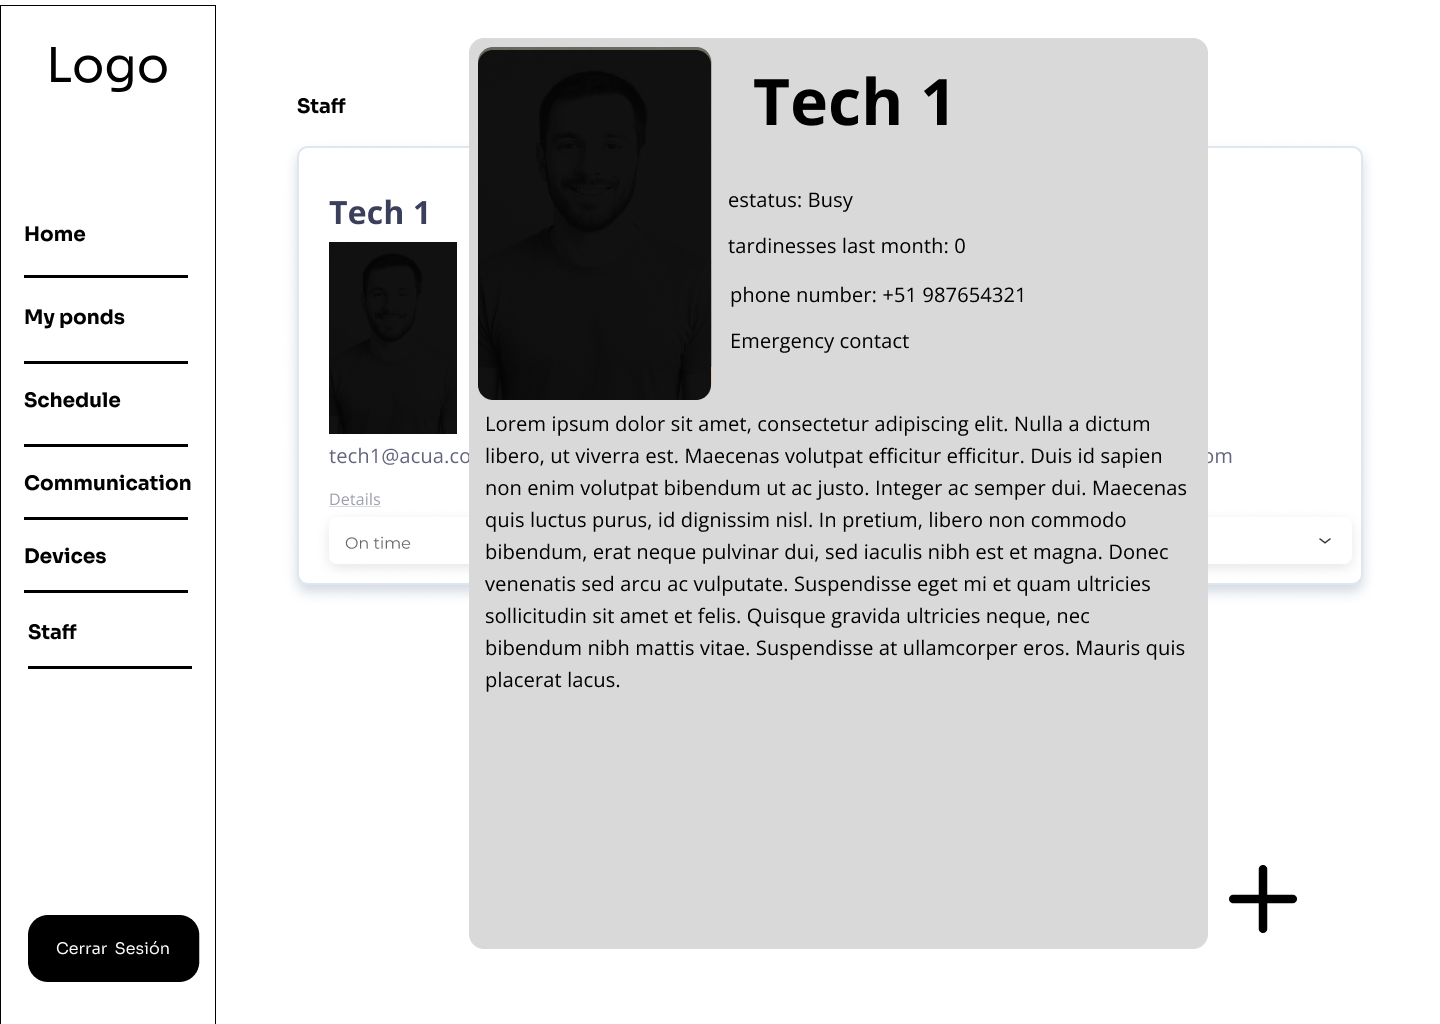 Logo
Home
My ponds
Schedule
Communication
Devices
Staff
Cerrar Sesión
Staff
Tech 1
tech1@acua.co
Details
On time
om
Tech 1
estatus: Busy
tardinesses last month: 0
phone number: +51 987654321
Emergency contact
Lorem ipsum dolor sit amet, consectetur adipiscing elit. Nulla a dictum
libero, ut viverra est. Maecenas volutpat efficitur efficitur. Duis id sapien
non enim volutpat bibendum ut ac justo. Integer ac semper dui. Maecenas
quis luctus purus, id dignissim nisl. In pretium, libero non commodo
bibendum, erat neque pulvinar dui, sed iaculis nibh est et magna. Donec
venenatis sed arcu ac vulputate. Suspendisse eget mi et quam ultricies
sollicitudin sit amet et felis. Quisque gravida ultricies neque, nec
bibendum nibh mattis vitae. Suspendisse at ullamcorper eros. Mauris quis
placerat lacus.